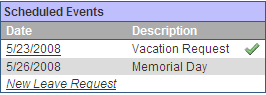 Scheduled Events
Date Description
5/23/2008 Vacation Request
5/26/2008 Memorial Day
New Leave Request